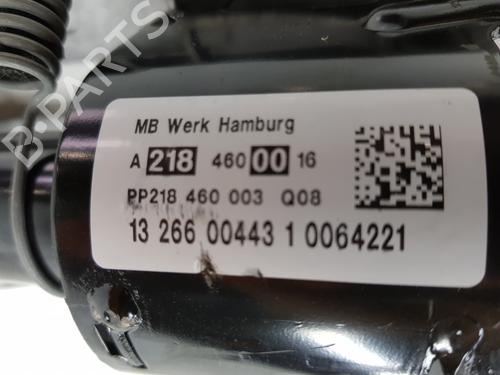 MB Werk Hamburg
A 218 460 00 16
PP218 460 003 Q08
13 266 00443 1 0064221
B-PARTS